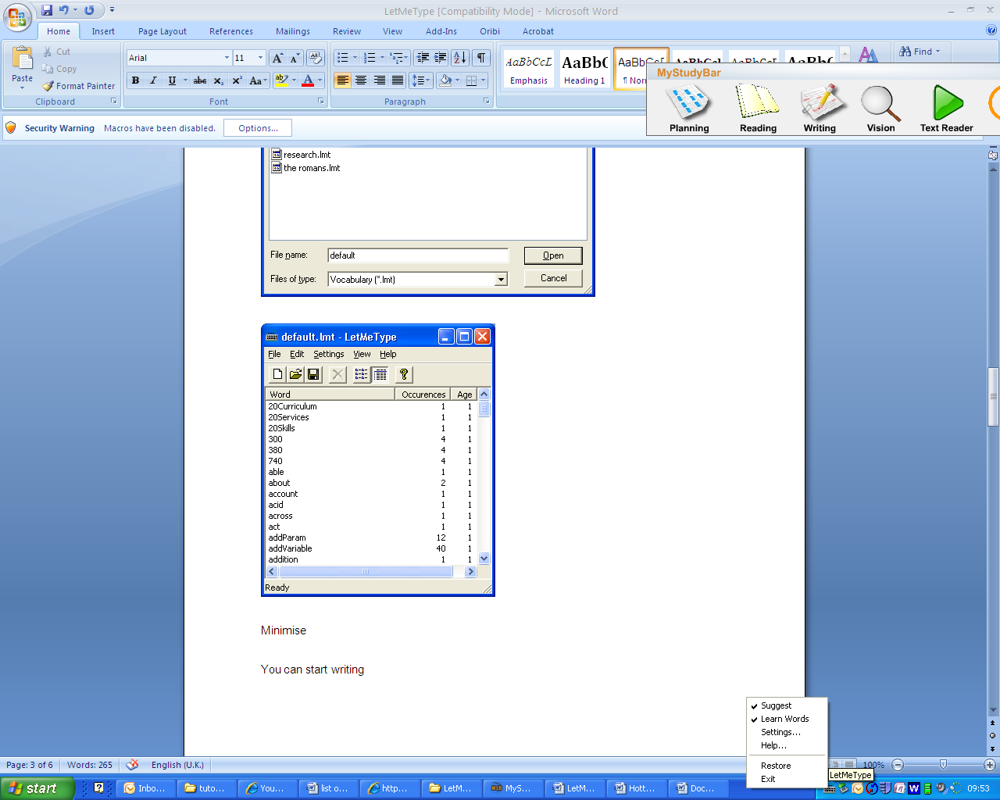 LetMeType [Compatibility Mode] - Microsoft Word
Home Insert Page Layout References Mailings Review View Add-Ins Oribi Acrobat
Paste
Cut
Copy
Format Painter
Clipboard
Arial 11
Font
Paragraph
AaBbCcL AaBbC AaBbCcD
Emphasis Heading 1 ¶ Nor
Find
MyStudyBar
Planning Reading Writing Vision Text Reader
Security Warning Macros have been disabled. Options...
research.lmt
the romans.lmt
File name: default Open
Files of type: Vocabulary (*.lmt) Cancel
default.lmt - LetMeType
File Edit Settings View Help
Word Occurences Age
20Curriculum 1 1
20Services 1 1
20Skills 1 1
300 4 1
380 4 1
740 4 1
able 1 1
about 2 1
account 1 1
acid 1 1
across 1 1
act 1 1
addParam 12 1
addVariable 40 1
addition 1 1
Ready
Minimise
You can start writing
Suggest
Learn Words
Settings...
Help...
Restore
Exit
LetMeType
Page: 3 of 6 Words: 265 English (U.K.) 100%
start Inbo... tuto... You... list o... http... LetM... MyS... LetM... Hott... Doc... 09:53